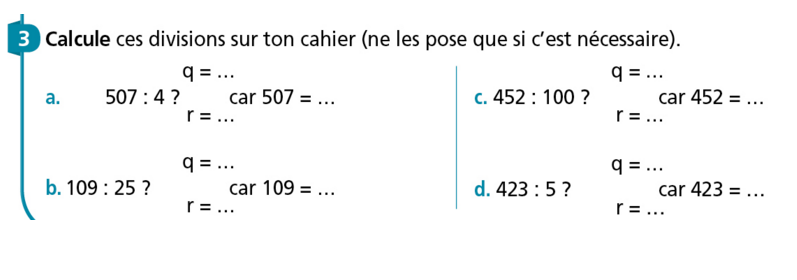 3 Calcule ces divisions sur ton cahier (ne les pose que si c’est nécessaire).
q = …
a. 507 : 4 ? car 507 = …
r = …
q = …
b. 109 : 25 ? car 109 = …
r = …
q = …
c. 452 : 100 ? car 452 = …
r = …
q = …
d. 423 : 5 ? car 423 = …
r = …